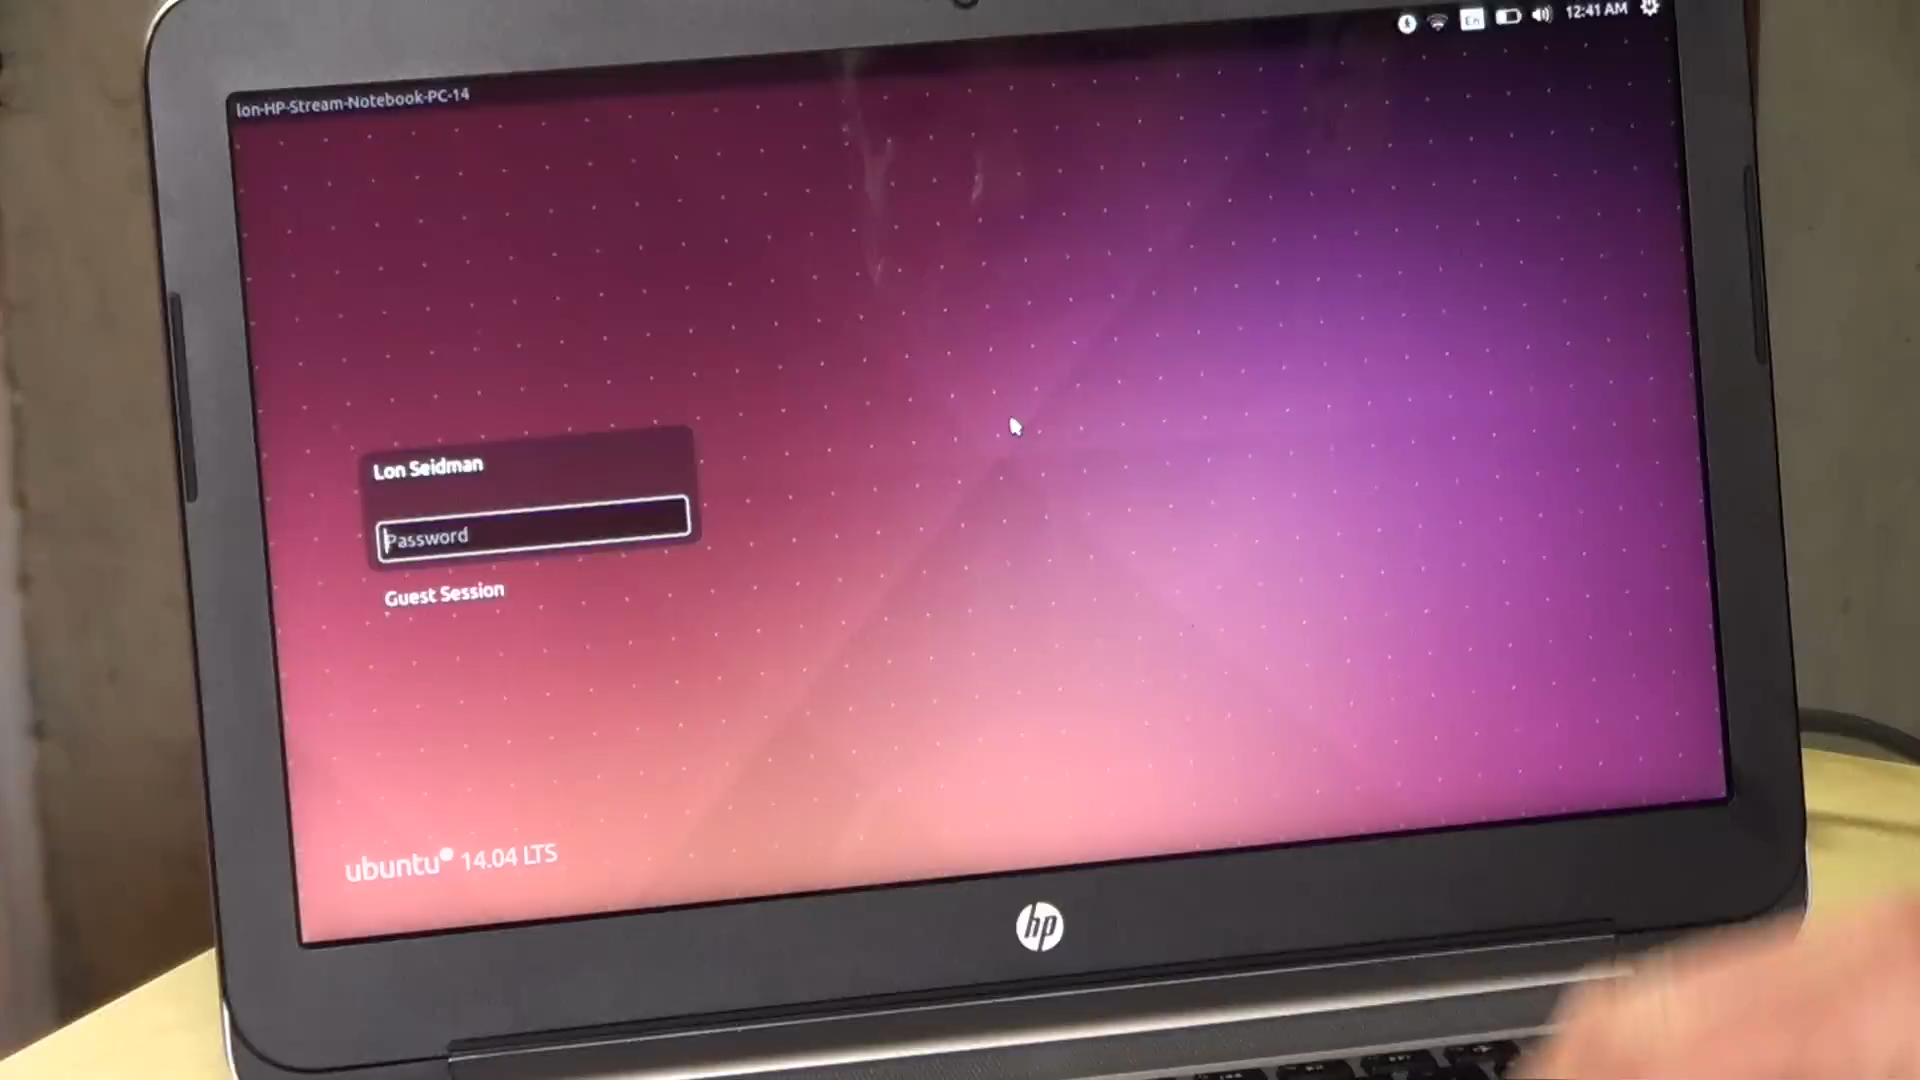 lon-HP-Stream-Notebook-PC-14
En
12:41 AM
Lon Seidman
Password
Guest Session
ubuntu 14.04 LTS
hp